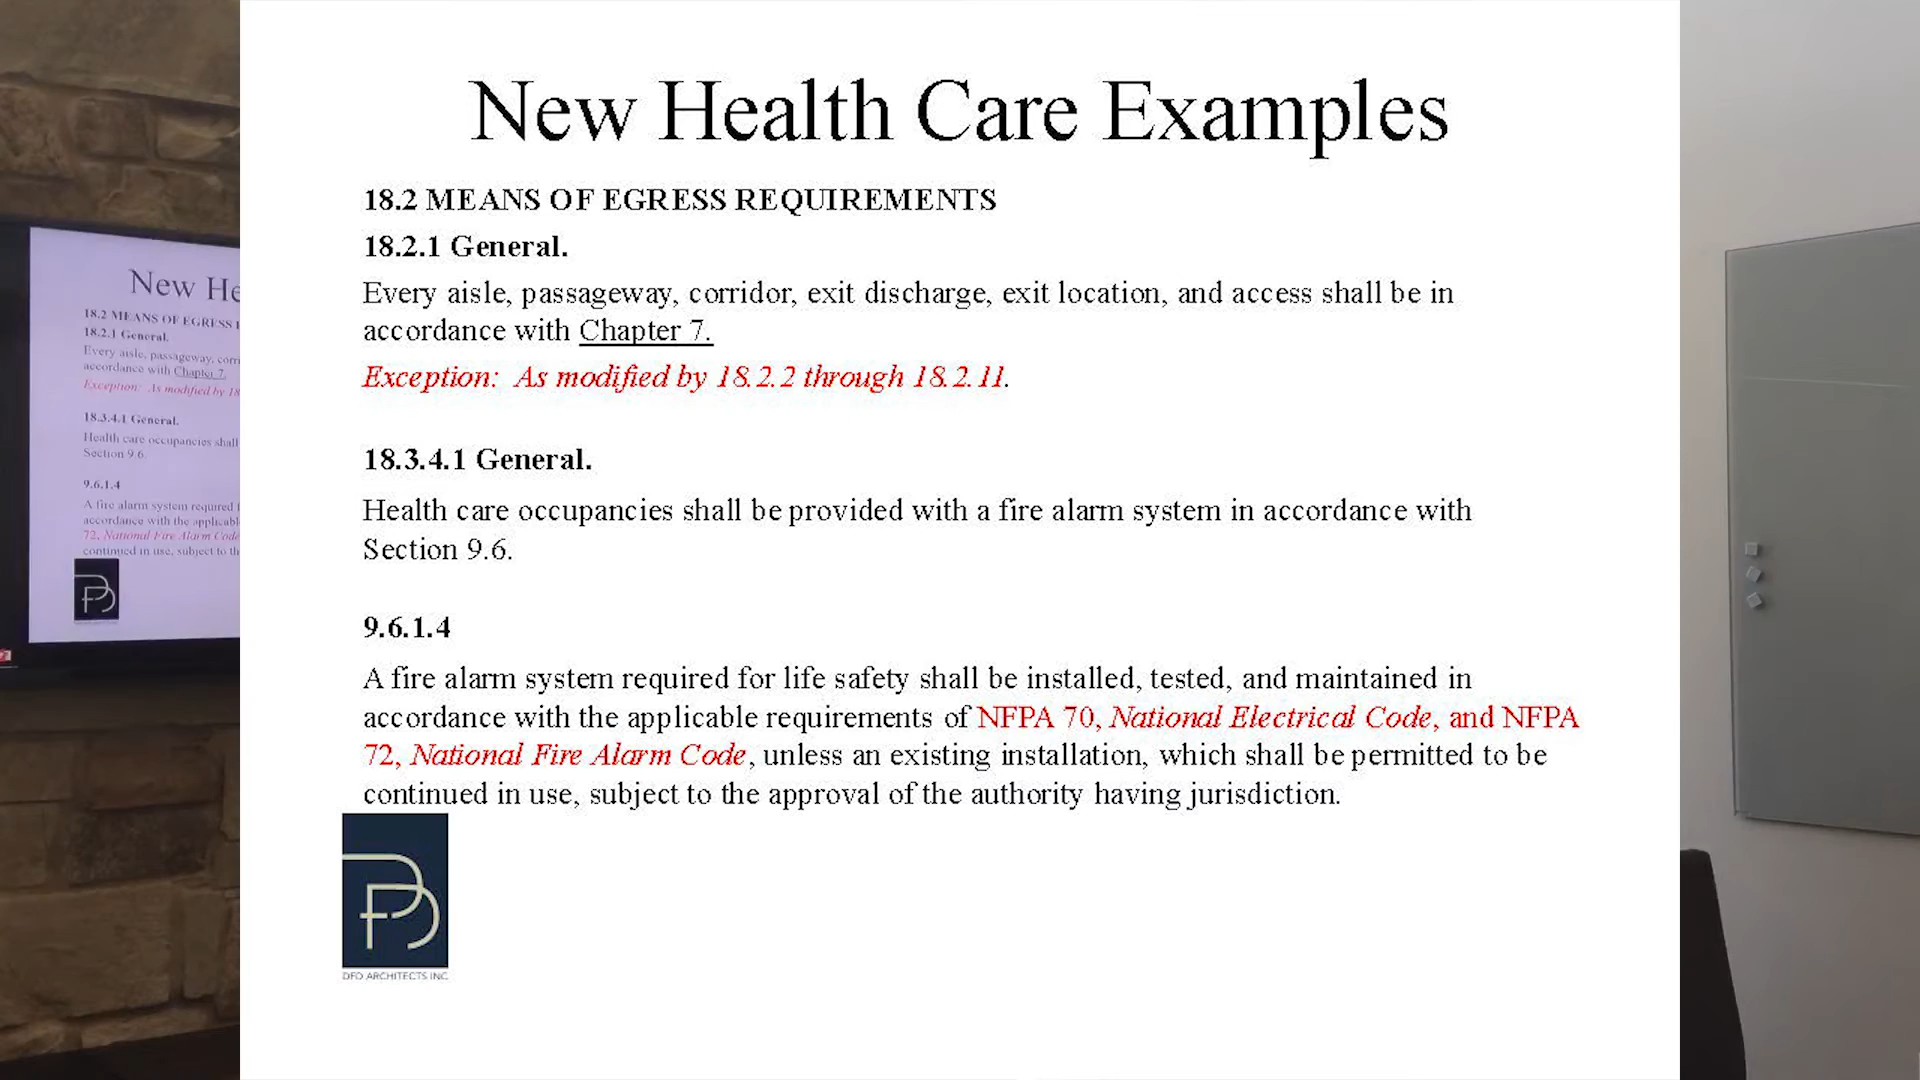 New Health Care Examples
18.2 MEANS OF EGRESS REQUIREMENTS
18.2.1 General.
Every aisle, passageway, corridor, exit discharge, exit location, and access shall be in
accordance with Chapter 7.
Exception: As modified by 18.2.2 through 18.2.11.
18.3.4.1 General.
Health care occupancies shall be provided with a fire alarm system in accordance with
Section 9.6.
9.6.1.4
A fire alarm system required for life safety shall be installed, tested, and maintained in
accordance with the applicable requirements of NFPA 70, National Electrical Code, and NFPA
72, National Fire Alarm Code, unless an existing installation, which shall be permitted to be
continued in use, subject to the approval of the authority having jurisdiction.
DFO ARCHITECTS INC
New He
18.2 MEANS OF EGRESS
18.2.1 General.
Every aisle, passageway, corr
accordance with Chapter 7.
Exception: As modified by 18
18.3.4.1 General.
Health care occupancies shall
Section 9.6.
9.6.1.4
A fire alarm system required
accordance with the applicabl
72, National Fire Alarm Code
continued in use, subject to th